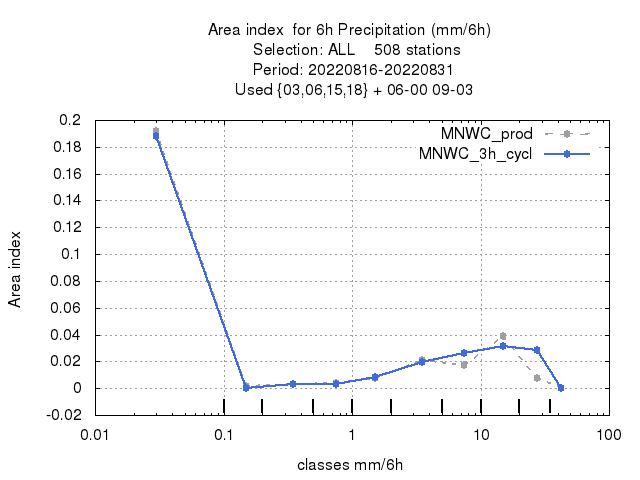 Area index for 6h Precipitation (mm/6h)
Selection: ALL 508 stations
Period: 20220816-20220831
Used {03,06,15,18} + 06-00 09-03
MNWC_prod
MNWC_3h_cycl
0.2
0.18
0.16
0.14
0.12
0.1
0.08
0.06
0.04
0.02
0
-0.02
Area index
0.01 0.1 1 10 100
classes mm/6h